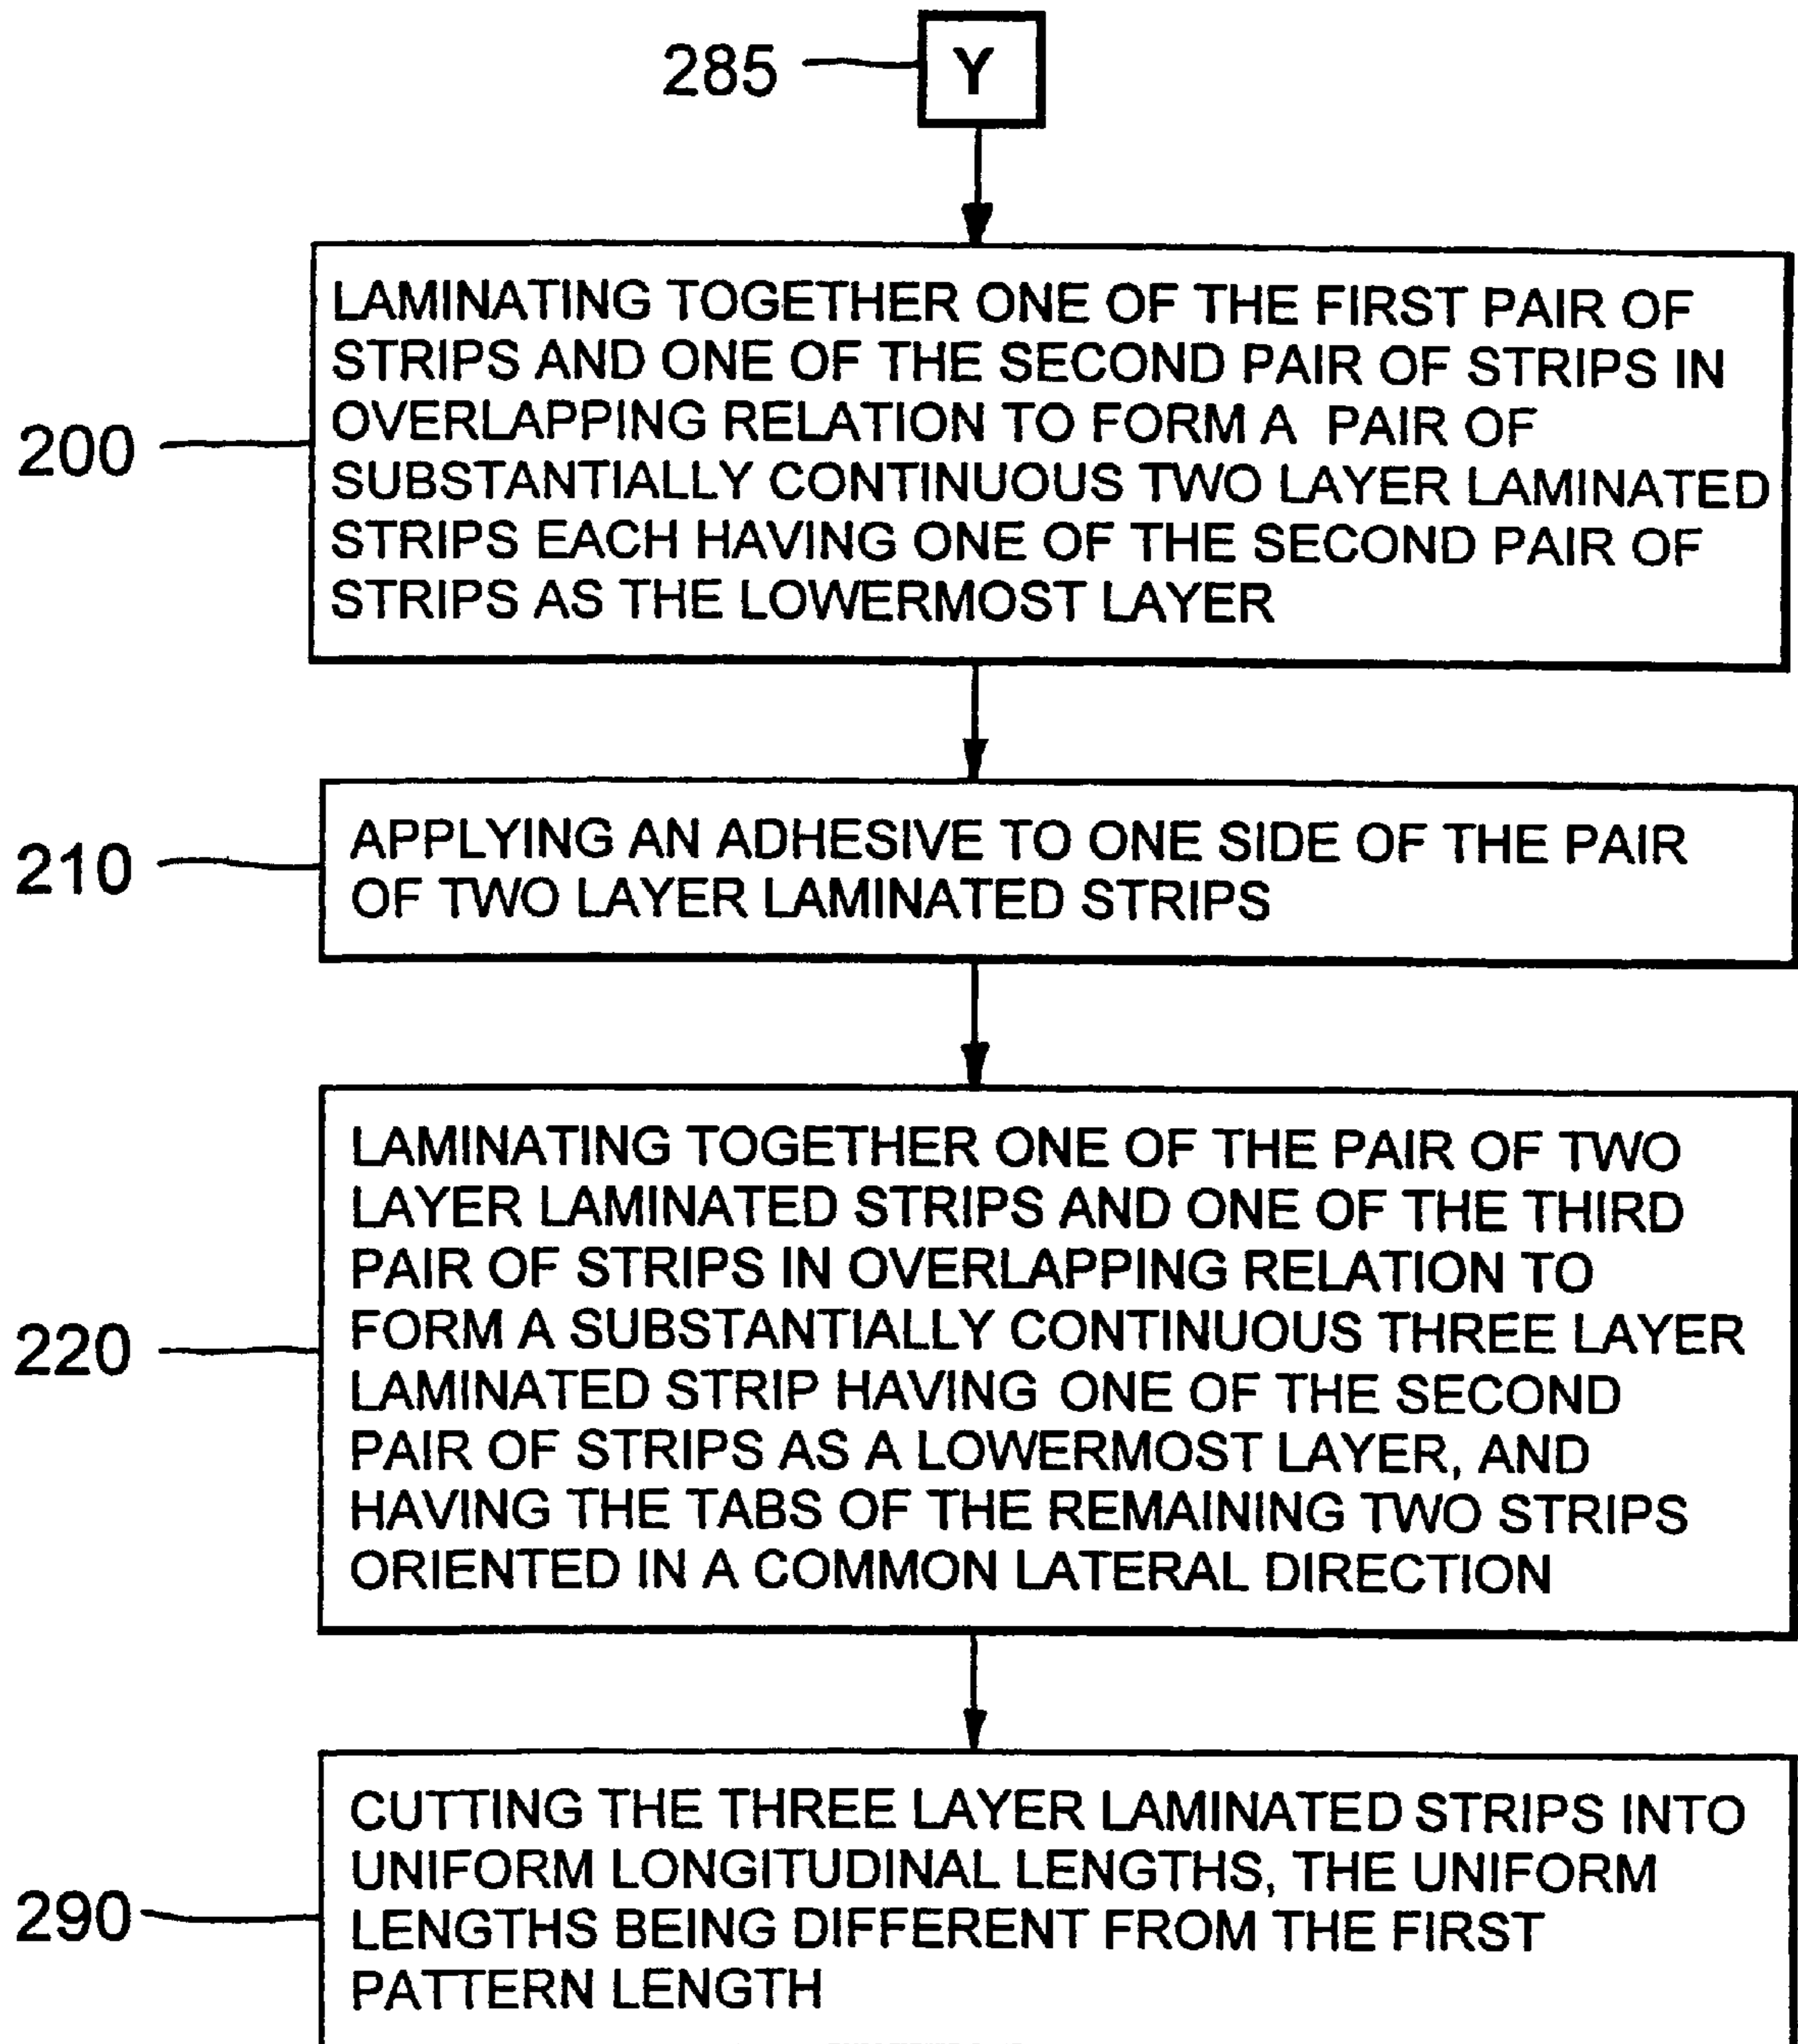 285 Y
LAMINATING TOGETHER ONE OF THE FIRST PAIR OF
STRIPS AND ONE OF THE SECOND PAIR OF STRIPS IN
OVERLAPPING RELATION TO FORM A PAIR OF
200
SUBSTANTIALLY CONTINUOUS TWO LAYER LAMINATED
STRIPS EACH HAVING ONE OF THE SECOND PAIR OF
STRIPS AS THE LOWERMOST LAYER
210
APPLYING AN ADHESIVE TO ONE SIDE OF THE PAIR
OF TWO LAYER LAMINATED STRIPS
LAMINATING TOGETHER ONE OF THE PAIR OF TWO
LAYER LAMINATED STRIPS AND ONE OF THE THIRD
PAIR OF STRIPS IN OVERLAPPING RELATION TO
220
FORM A SUBSTANTIALLY CONTINUOUS THREE LAYER
LAMINATED STRIP HAVING ONE OF THE SECOND
PAIR OF STRIPS AS A LOWERMOST LAYER, AND
HAVING THE TABS OF THE REMAINING TWO STRIPS
ORIENTED IN A COMMON LATERAL DIRECTION
CUTTING THE THREE LAYER LAMINATED STRIPS INTO
UNIFORM LONGITUDINAL LENGTHS, THE UNIFORM
290
LENGTHS BEING DIFFERENT FROM THE FIRST
PATTERN LENGTH